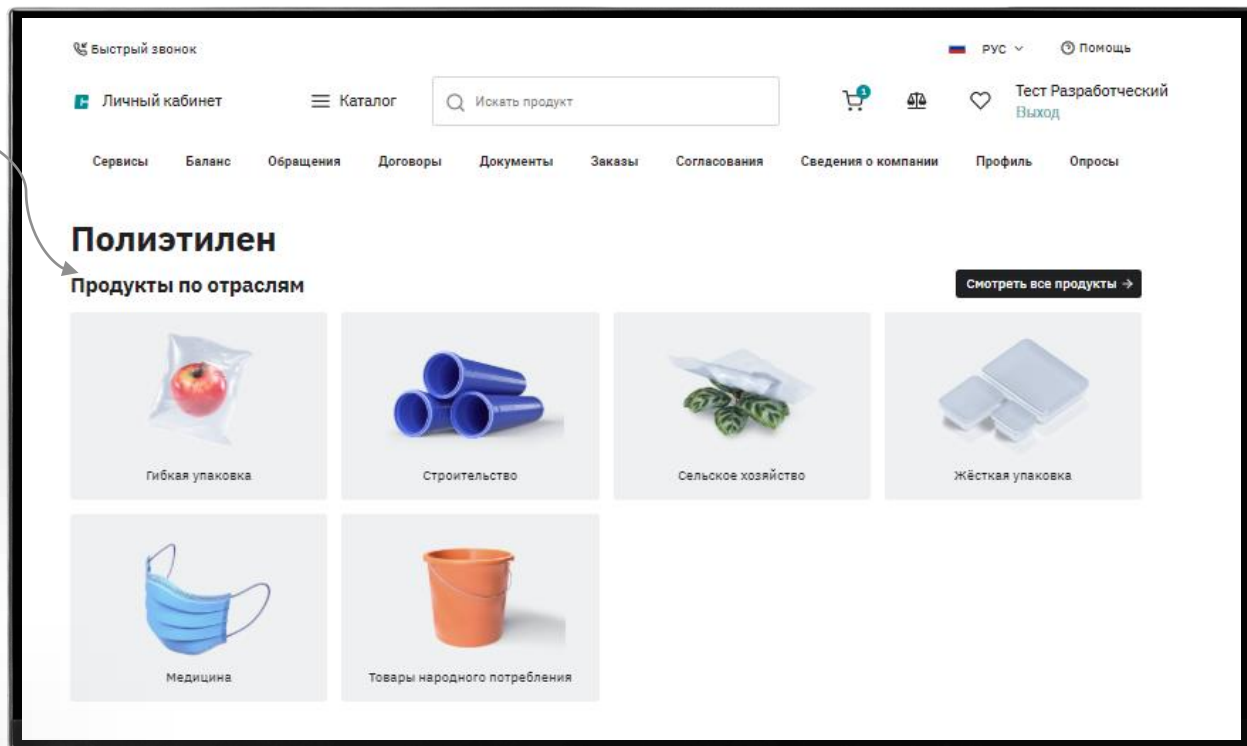 Быстрый звонок
РУС
Помощь
Личный кабинет
Каталог
Искать продукт
1
Тест Разработческий
Выход
Сервисы Баланс Обращения Договоры Документы Заказы Согласования Сведения о компании Профиль Опросы
Полиэтилен
Продукты по отраслям
Смотреть все продукты →
Гибкая упаковка
Строительство
Сельское хозяйство
Жёсткая упаковка
Медицина
Товары народного потребления